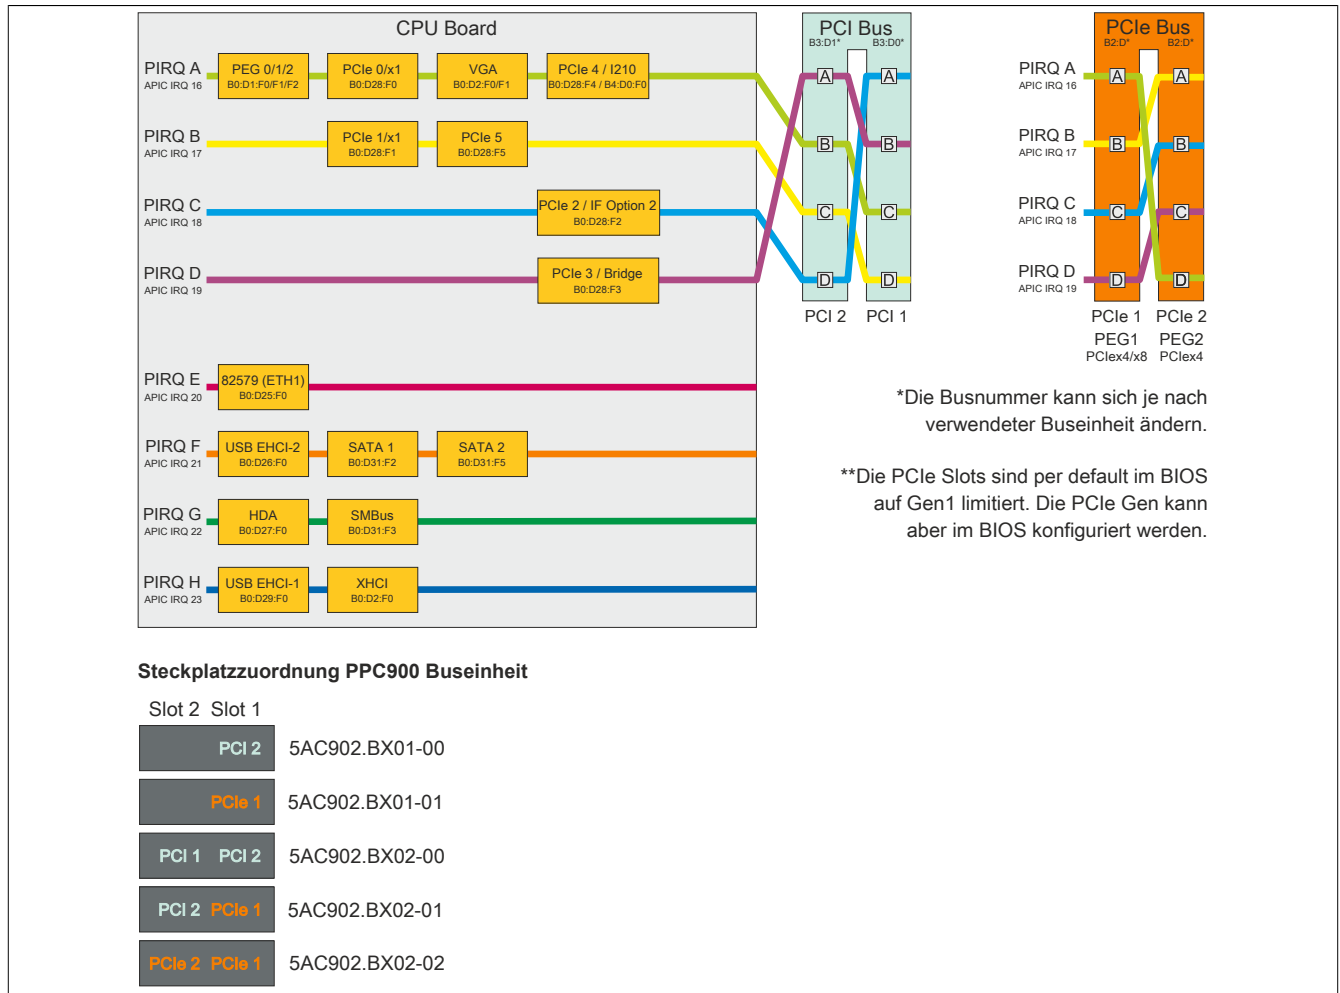 CPU Board
PCI Bus
B3:D1* B3:D0*
PCIe Bus
B2:D* B2:D*
PIRQ A
APIC IRQ 16
PEG 0/1/2
B0:D1:F0/F1/F2
PCIe 0/x1
B0:D28:F0
VGA
B0:D2:F0/F1
PCIe 4 / I210
B0:D28:F4 / B4:D0:F0
A A
PIRQ A
APIC IRQ 16
A A
PIRQ B
APIC IRQ 17
PCIe 1/x1
B0:D28:F1
PCIe 5
B0:D28:F5
B B
PIRQ B
APIC IRQ 17
B B
PIRQ C
APIC IRQ 18
PCIe 2 / IF Option 2
B0:D28:F2
C C
PIRQ C
APIC IRQ 18
C C
PIRQ D
APIC IRQ 19
PCIe 3 / Bridge
B0:D28:F3
D D
PIRQ D
APIC IRQ 19
D D
PCI 2 PCI 1
PCIe 1 PCIe 2
PEG1 PEG2
PCIex4/x8 PCIex4
PIRQ E
APIC IRQ 20
82579 (ETH1)
B0:D25:F0
PIRQ F
APIC IRQ 21
USB EHCI-2
B0:D26:F0
SATA 1
B0:D31:F2
SATA 2
B0:D31:F5
PIRQ G
APIC IRQ 22
HDA
B0:D27:F0
SMBus
B0:D31:F3
PIRQ H
APIC IRQ 23
USB EHCI-1
B0:D29:F0
XHCI
B0:D2:F0
*Die Busnummer kann sich je nach
verwendeter Buseinheit ändern.
**Die PCIe Slots sind per default im BIOS
auf Gen1 limitiert. Die PCIe Gen kann
aber im BIOS konfiguriert werden.
Steckplatzzuordnung PPC900 Buseinheit
Slot 2 Slot 1
PCI 2 5AC902.BX01-00
PCIe 1 5AC902.BX01-01
PCI 1 PCI 2 5AC902.BX02-00
PCI 2 PCIe 1 5AC902.BX02-01
PCIe 2 PCIe 1 5AC902.BX02-02